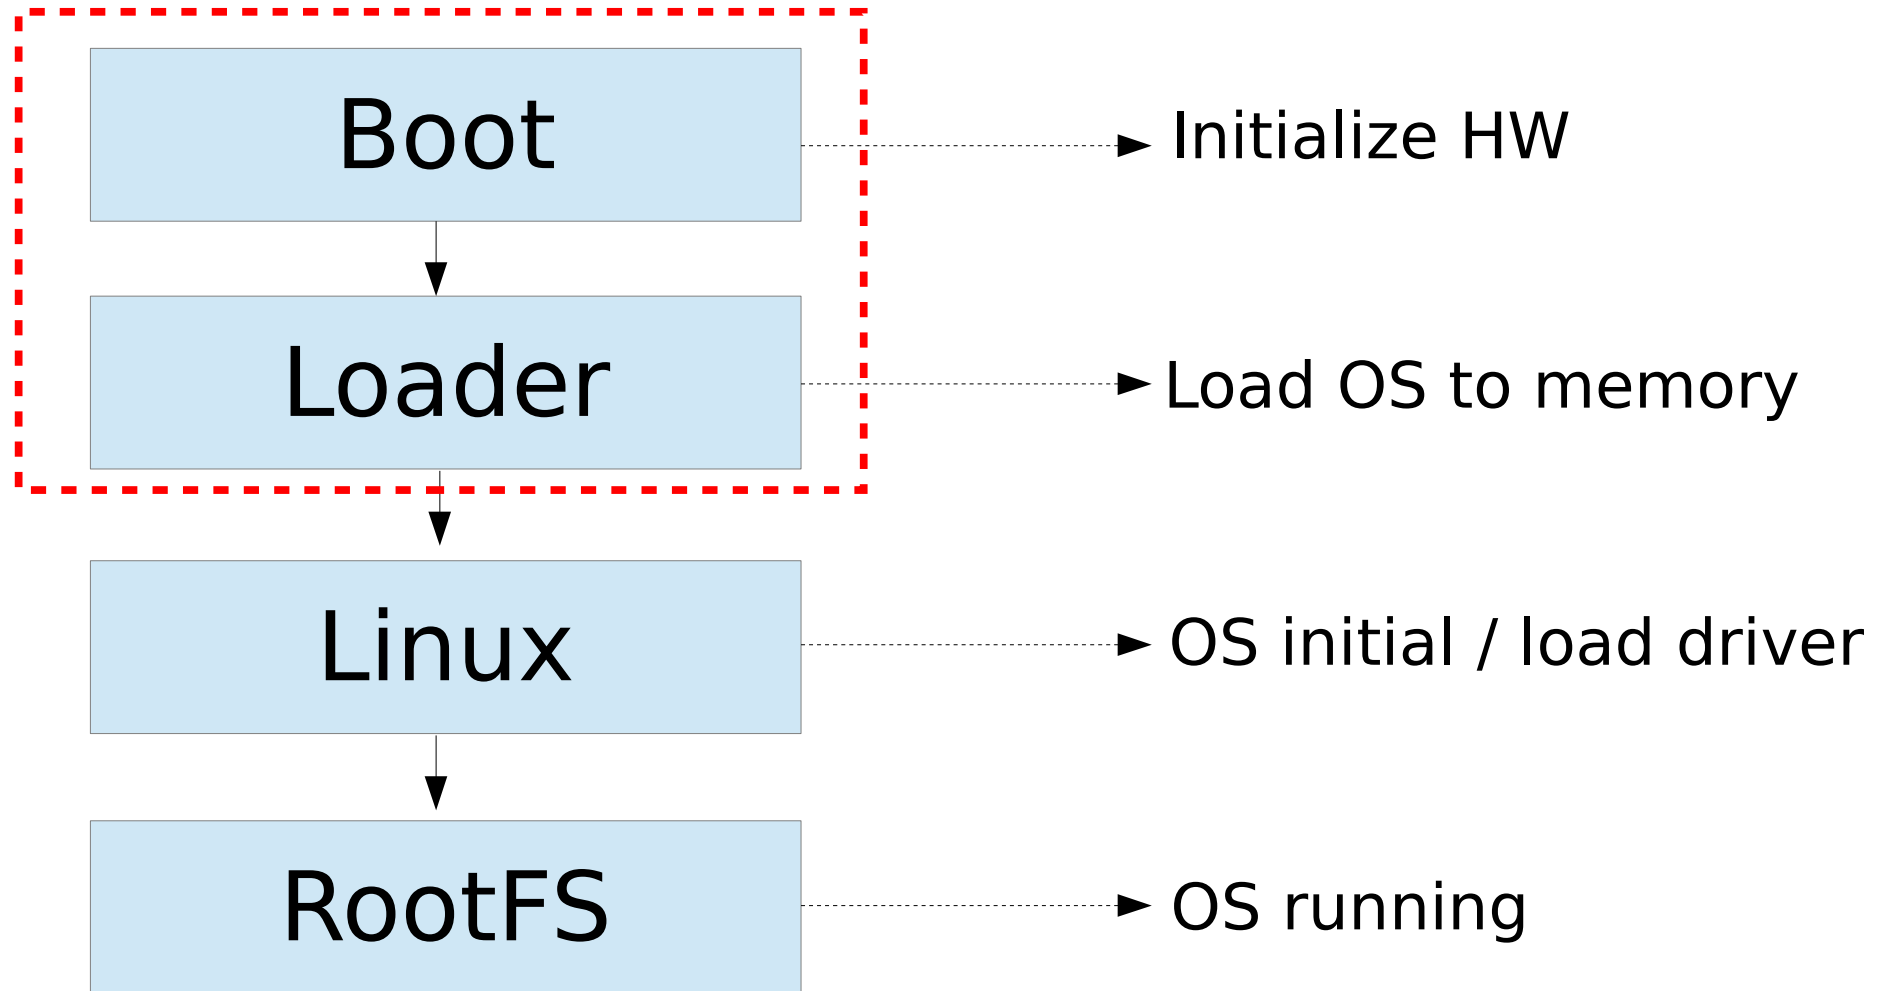 Boot
Initialize HW
Loader
Load OS to memory
Linux
OS initial / load driver
RootFS
OS running